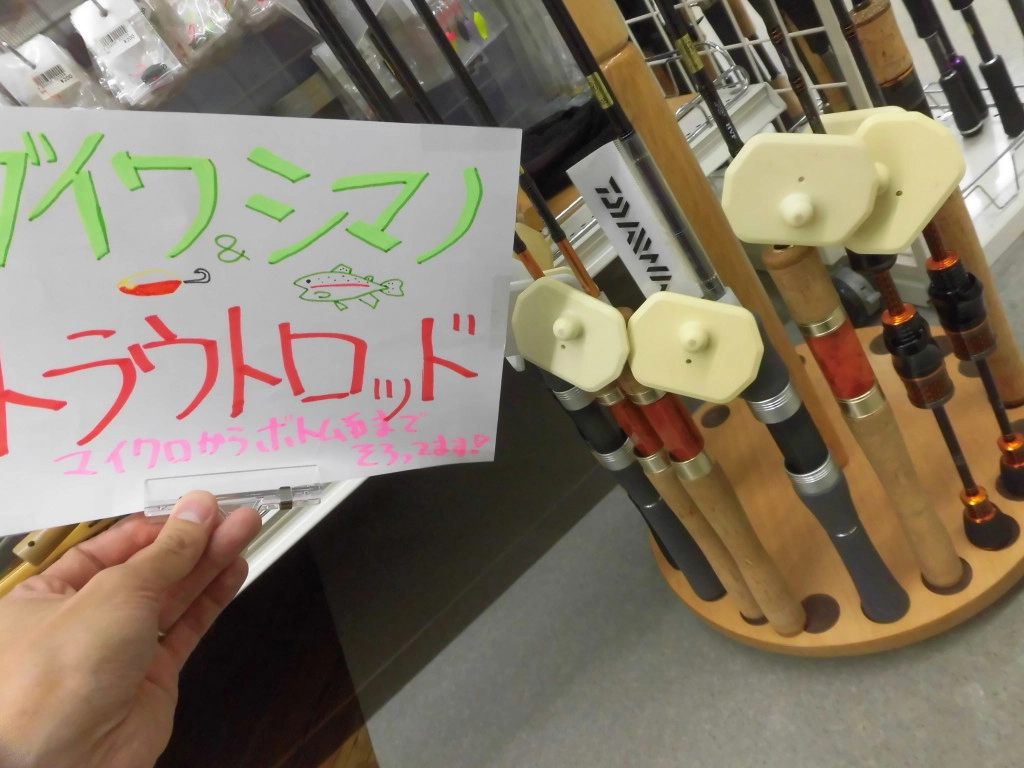 ダイワ&シマノ
トラウトロッド
マイクロからボトム系まで
そろってます♪
DAIWA